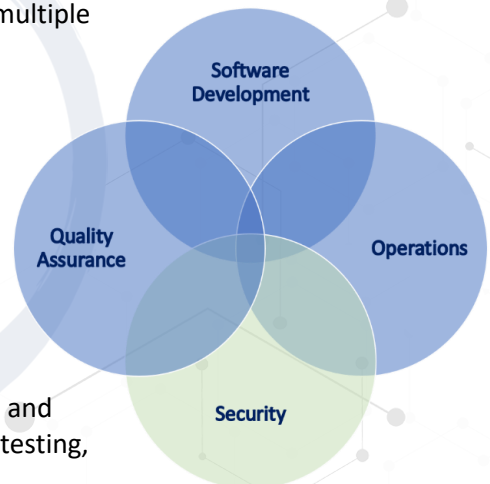 multiple
Software
Development
Quality
Assurance
Operations
Security
and
testing,